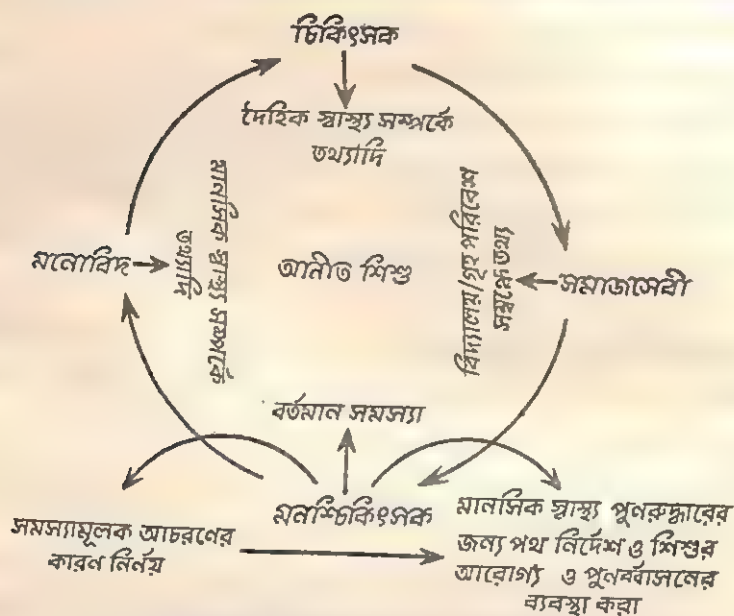 চিকিৎসক
দৈহিক স্বাস্থ্য সম্পর্কে
তথ্যাদি
মনোবিদ
মানসিক স্বাস্থ্য সম্পর্কে
তথ্যাদি
আনীত শিশু
বিদ্যালয়/গৃহ পরিবেশ
সম্বন্ধে তথ্য
সমাজসেবী
বর্তমান সমস্যা
মনশ্চিকিৎসক
সমস্যামূলক আচরণের
কারণ নির্ণয়
মানসিক স্বাস্থ্য পুনরুদ্ধারের
জন্য পথ নির্দেশ ও শিশুর
আরোগ্য ও পুনর্বাসনের
ব্যবস্থা করা